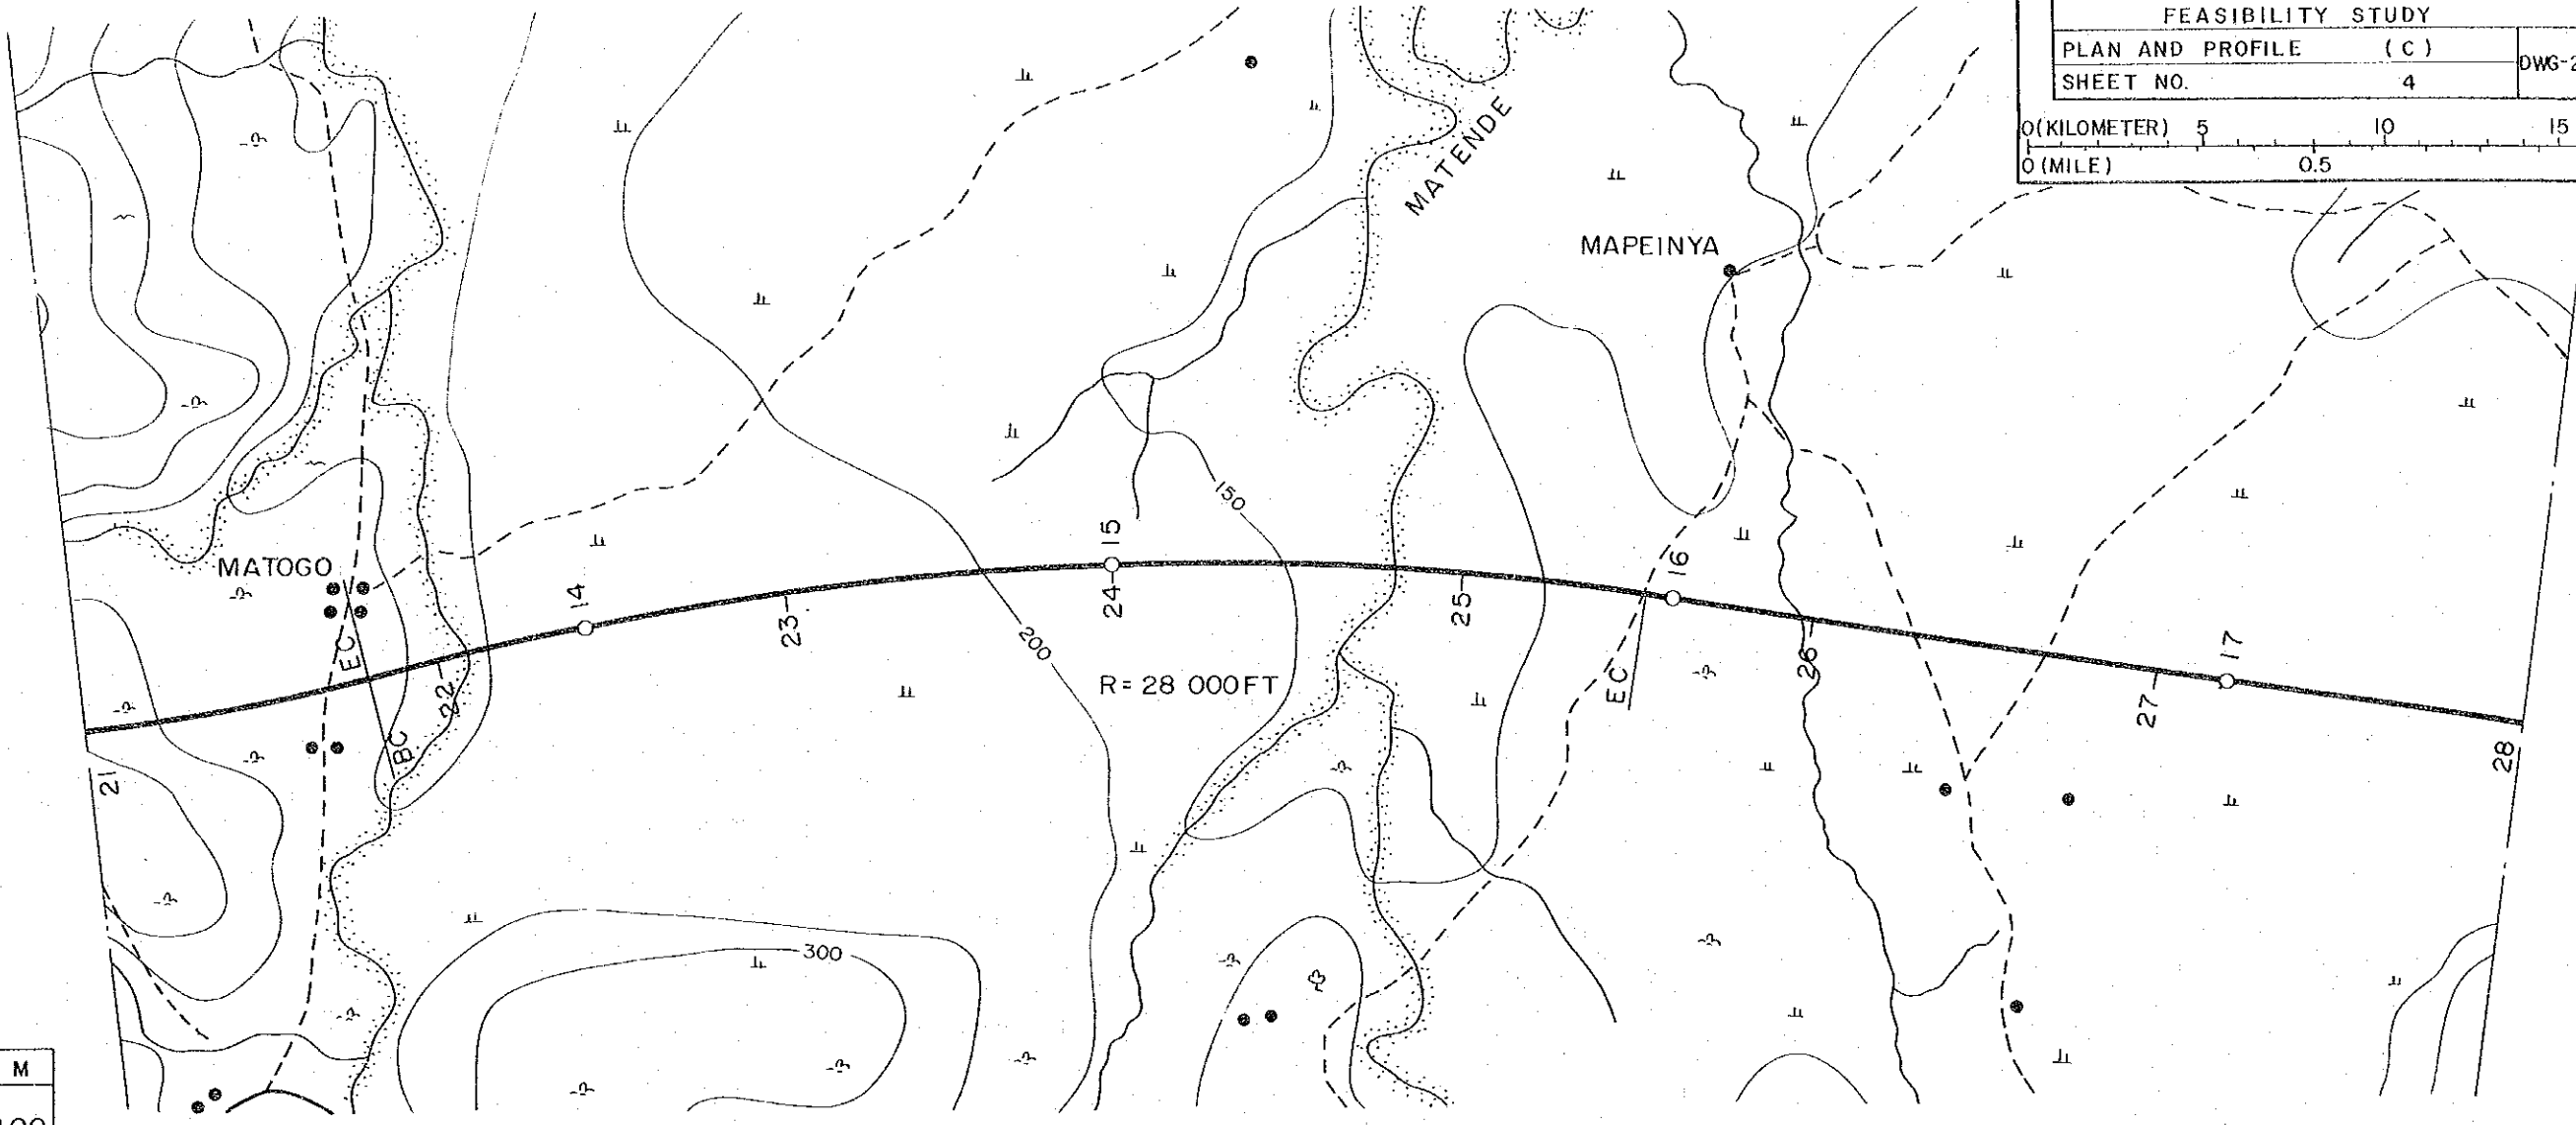 FEASIBILITY STUDY
PLAN AND PROFILE (C)
SHEET NO. 4
DWG-2
0(KILOMETER) 5 10 15
0 (MILE) 0.5
MATENDE
MAPEINYA
150
MATOGO
EC
BC
14
15
16
17
21
22
23
24
25
26
27
28
200
R= 28 000FT
EC
300
M